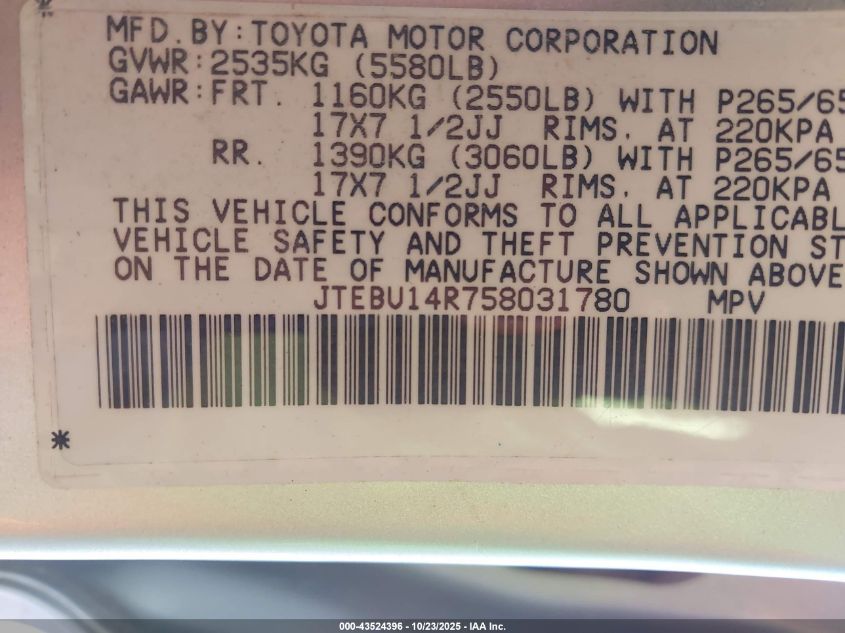 MFD. BY: TOYOTA MOTOR CORPORATION
GVWR: 2535KG (5580LB)
GAWR: FRT. 1160KG (2550LB) WITH P265/65
17X7 1/2JJ RIMS. AT 220KPA
RR. 1390KG (3060LB) WITH P265/65
17X7 1/2JJ RIMS. AT 220KPA
THIS VEHICLE CONFORMS TO ALL APPLICABL
VEHICLE SAFETY AND THEFT PREVENTION ST
ON THE DATE OF MANUFACTURE SHOWN ABOVE
JTEBU14R758031780 MPV
*
000-43524396 - 10/23/2025 - IAA Inc.